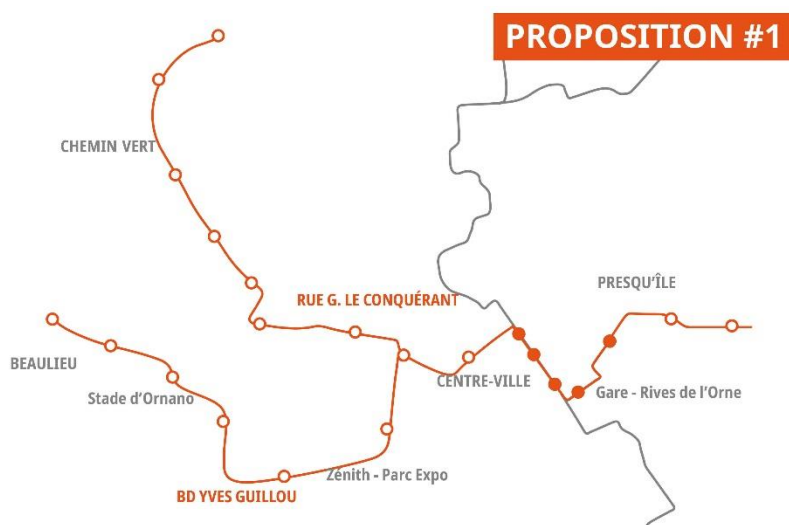 PROPOSITION #1
CHEMIN VERT
PRESQU'ÎLE
RUE G. LE CONQUÉRANT
BEAULIEU
CENTRE-VILLE
Stade d'Ornano
Gare - Rives de l'Orne
Zénith - Parc Expo
BD YVES GUILLOU